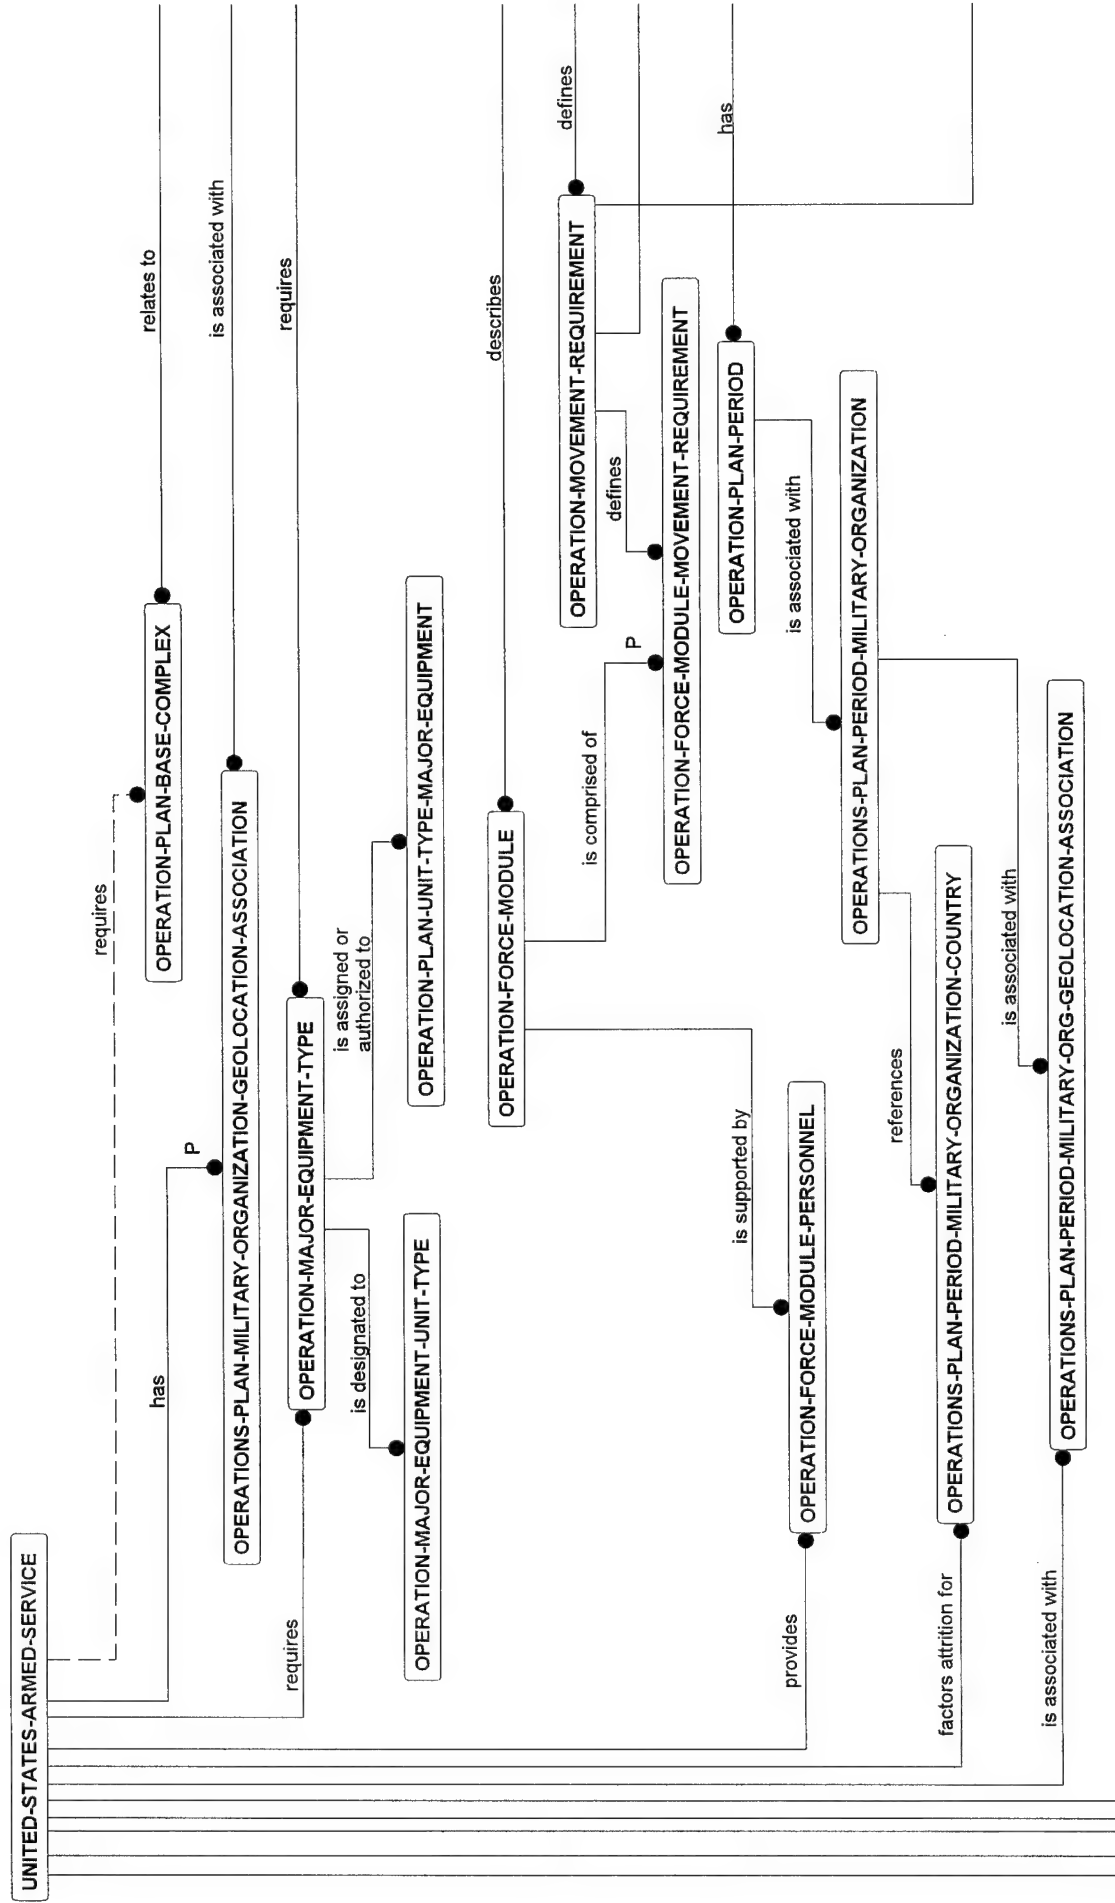 UNITED-STATES-ARMED-SERVICE
requires
relates to
OPERATION-PLAN-BASE-COMPLEX
has
P
is associated with
OPERATIONS-PLAN-MILITARY-ORGANIZATION-GEOLOCATION-ASSOCIATION
requires
requires
OPERATION-MAJOR-EQUIPMENT-TYPE
is designated to
is assigned or
authorized to
OPERATION-MAJOR-EQUIPMENT-UNIT-TYPE
OPERATION-PLAN-UNIT-TYPE-MAJOR-EQUIPMENT
describes
OPERATION-FORCE-MODULE
defines
OPERATION-MOVEMENT-REQUIREMENT
is comprised of
P
defines
OPERATION-FORCE-MODULE-MOVEMENT-REQUIREMENT
has
OPERATION-PLAN-PERIOD
is supported by
is associated with
provides
OPERATION-FORCE-MODULE-PERSONNEL
OPERATIONS-PLAN-PERIOD-MILITARY-ORGANIZATION
references
factors attrition for
OPERATIONS-PLAN-PERIOD-MILITARY-ORGANIZATION-COUNTRY
is associated with
is associated with
OPERATIONS-PLAN-PERIOD-MILITARY-ORG-GEOLOCATION-ASSOCIATION